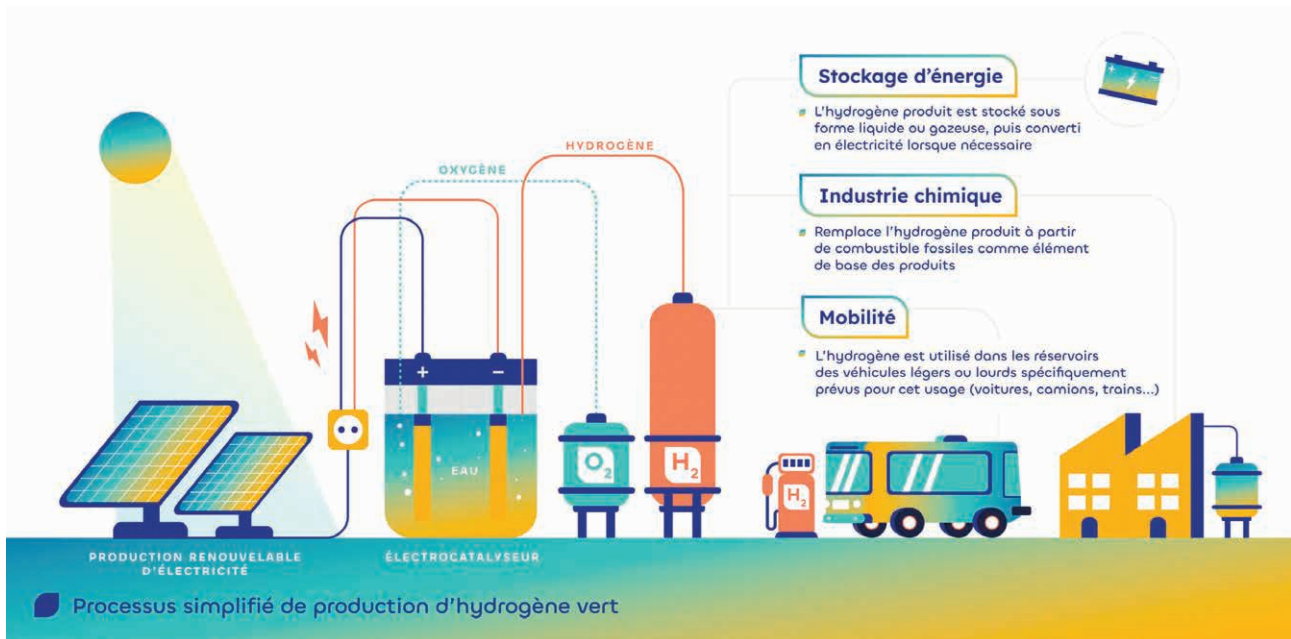 Stockage d'énergie
L'hydrogène produit est stocké sous
forme liquide ou gazeuse, puis converti
en électricité lorsque nécessaire
HYDROGÈNE
OXYGÈNE
Industrie chimique
Remplace l'hydrogène produit à partir
de combustible fossiles comme élément
de base des produits
Mobilité
L'hydrogène est utilisé dans les réservoirs
des véhicules légers ou lourds spécifiquement
prévus pour cet usage (voitures, camions, trains...)
+
−
EAU
O2
H2
H2
PRODUCTION RENOUVELABLE
D'ÉLECTRICITÉ
ÉLECTROCATALYSEUR
Processus simplifié de production d'hydrogène vert